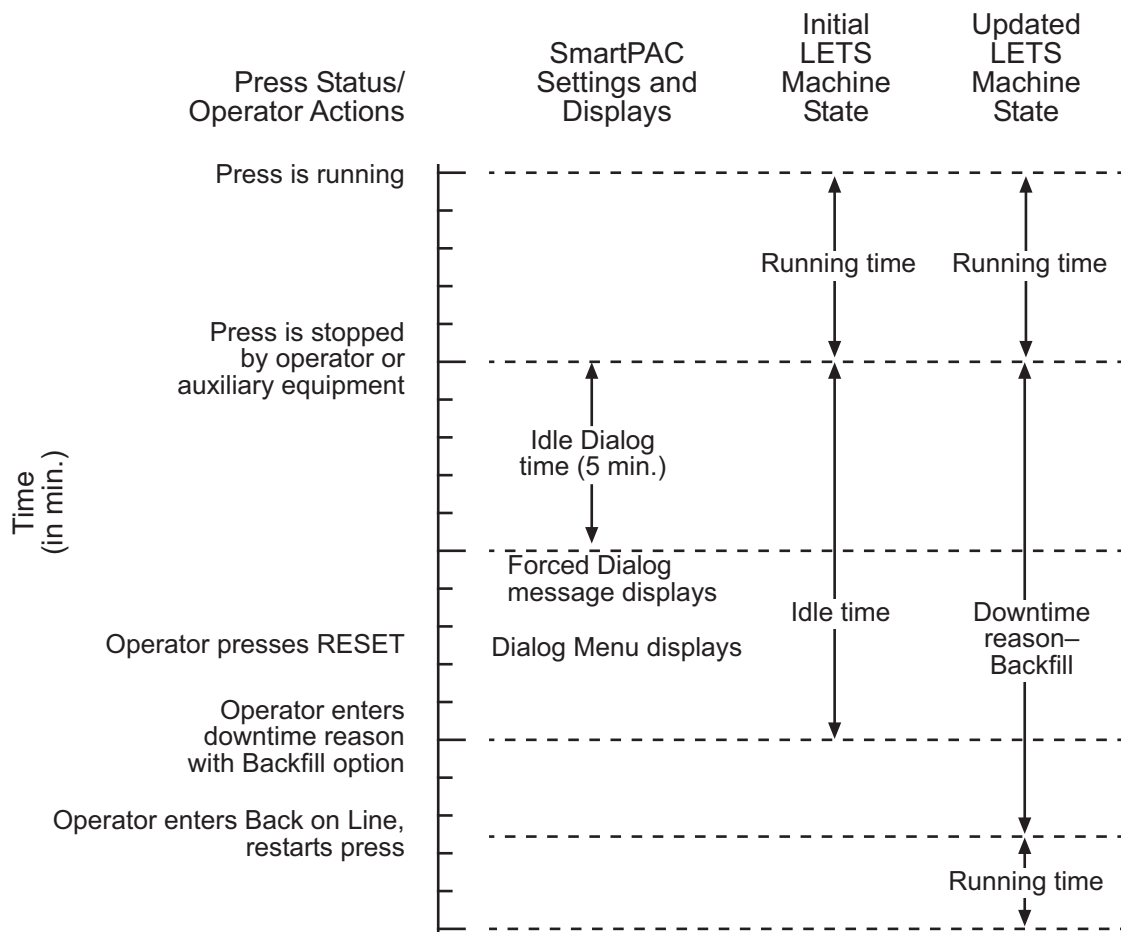 Press Status/
Operator Actions
SmartPAC
Settings and
Displays
Initial
LETS
Machine
State
Updated
LETS
Machine
State
Time
(in min.)
Press is running
Running time
Running time
Press is stopped
by operator or
auxiliary equipment
Idle Dialog
time (5 min.)
Forced Dialog
message displays
Idle time
Downtime
reason–
Backfill
Operator presses RESET
Dialog Menu displays
Operator enters
downtime reason
with Backfill option
Operator enters Back on Line,
restarts press
Running time